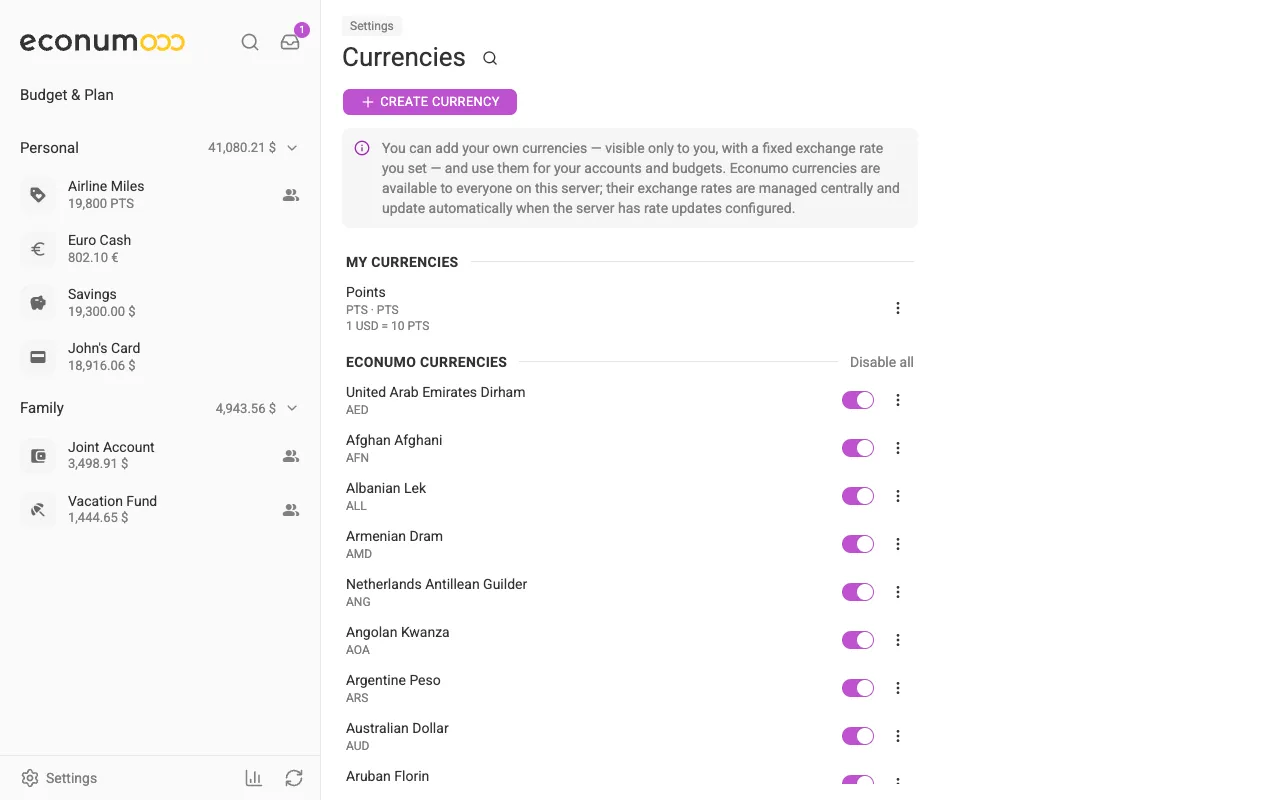 econumo
1
Budget & Plan
Personal 41,080.21 $
Airline Miles
19,800 PTS
Euro Cash
802.10 €
Savings
19,300.00 $
John's Card
18,916.06 $
Family 4,943.56 $
Joint Account
3,498.91 $
Vacation Fund
1,444.65 $
Settings
Settings
Currencies
+ CREATE CURRENCY
You can add your own currencies — visible only to you, with a fixed exchange rate
you set — and use them for your accounts and budgets. Econumo currencies are
available to everyone on this server; their exchange rates are managed centrally and
update automatically when the server has rate updates configured.
MY CURRENCIES
Points
PTS · PTS
1 USD = 10 PTS
ECONUMO CURRENCIES Disable all
United Arab Emirates Dirham
AED
Afghan Afghani
AFN
Albanian Lek
ALL
Armenian Dram
AMD
Netherlands Antillean Guilder
ANG
Angolan Kwanza
AOA
Argentine Peso
ARS
Australian Dollar
AUD
Aruban Florin